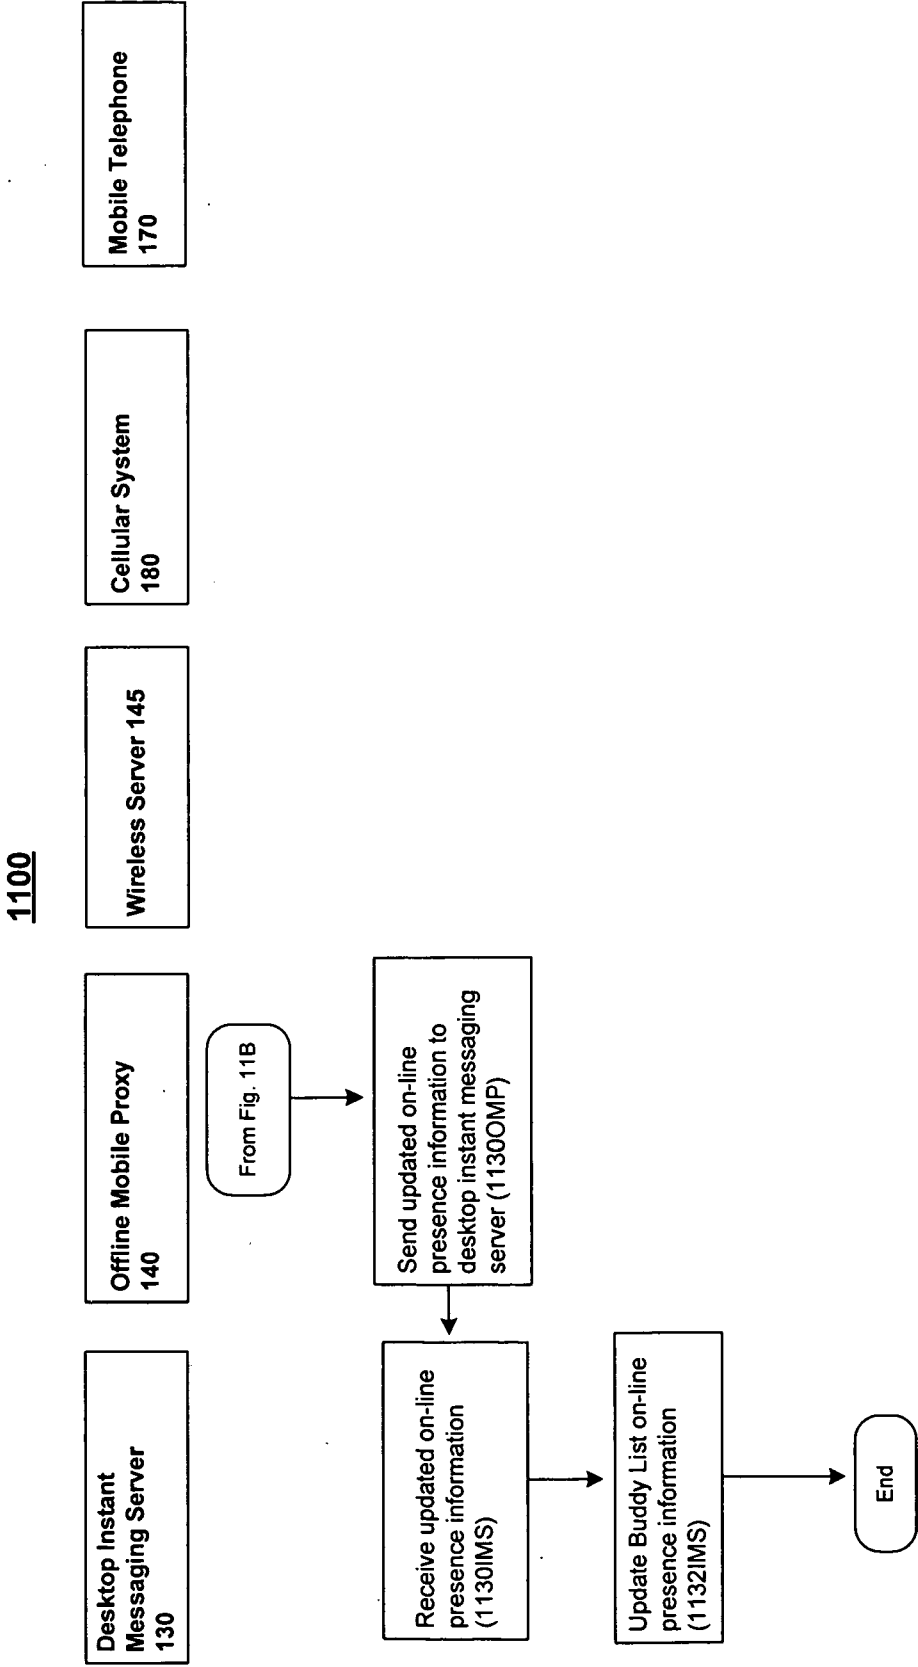 1100
Desktop Instant
Messaging Server
130
Offline Mobile Proxy
140
Wireless Server 145
Cellular System
180
Mobile Telephone
170
From Fig. 11B
Send updated on-line
presence information to
desktop instant messaging
server (1130OMP)
Receive updated on-line
presence information
(1130IMS)
Update Buddy List on-line
presence information
(1132IMS)
End